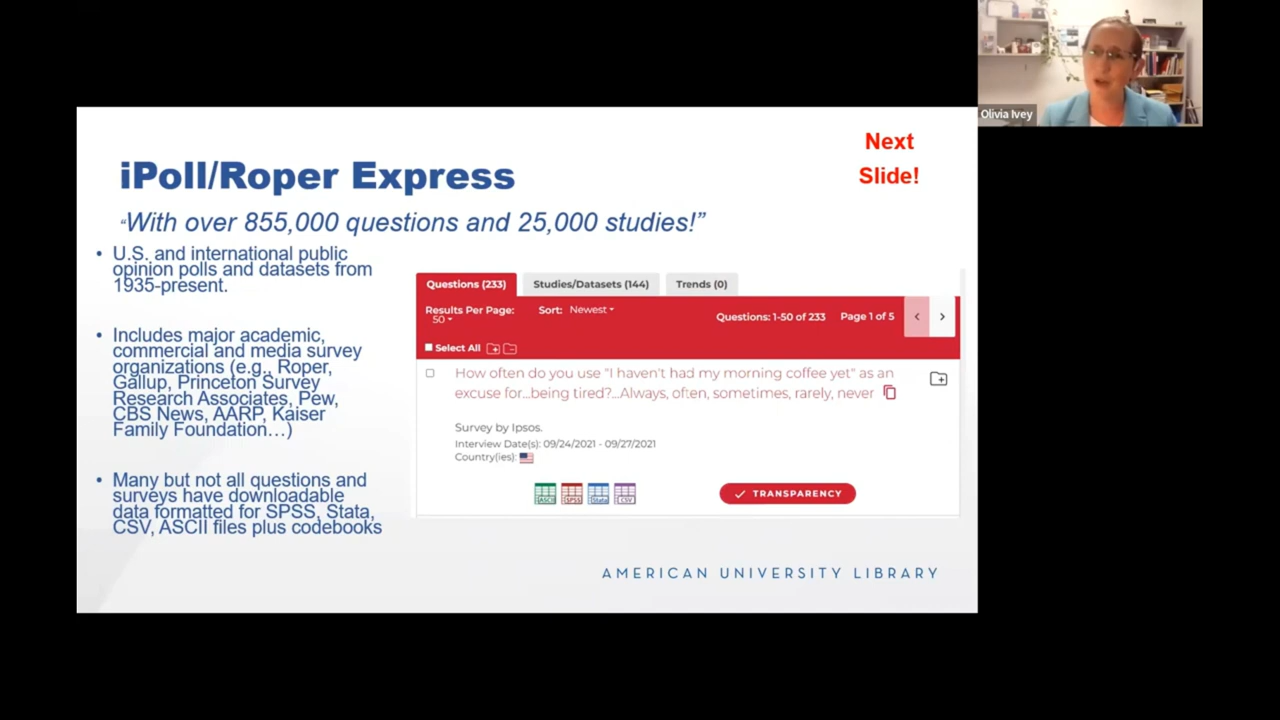 Olivia Ivey
Next
Slide!
iPoll/Roper Express
“With over 855,000 questions and 25,000 studies!”
• U.S. and international public
opinion polls and datasets from
1935-present.
• Includes major academic,
commercial and media survey
organizations (e.g., Roper,
Gallup, Princeton Survey
Research Associates, Pew,
CBS News, AARP, Kaiser
Family Foundation…)
• Many but not all questions and
surveys have downloadable
data formatted for SPSS, Stata,
CSV, ASCII files plus codebooks
Questions (233) Studies/Datasets (144) Trends (0)
Results Per Page: 50 Sort: Newest Questions: 1-50 of 233 Page 1 of 5
Select All
How often do you use "I haven't had my morning coffee yet" as an
excuse for...being tired?...Always, often, sometimes, rarely, never
Survey by Ipsos.
Interview Date(s): 09/24/2021 - 09/27/2021
Country(ies):
ASCII SPSS Stata CSV TRANSPARENCY
AMERICAN UNIVERSITY LIBRARY